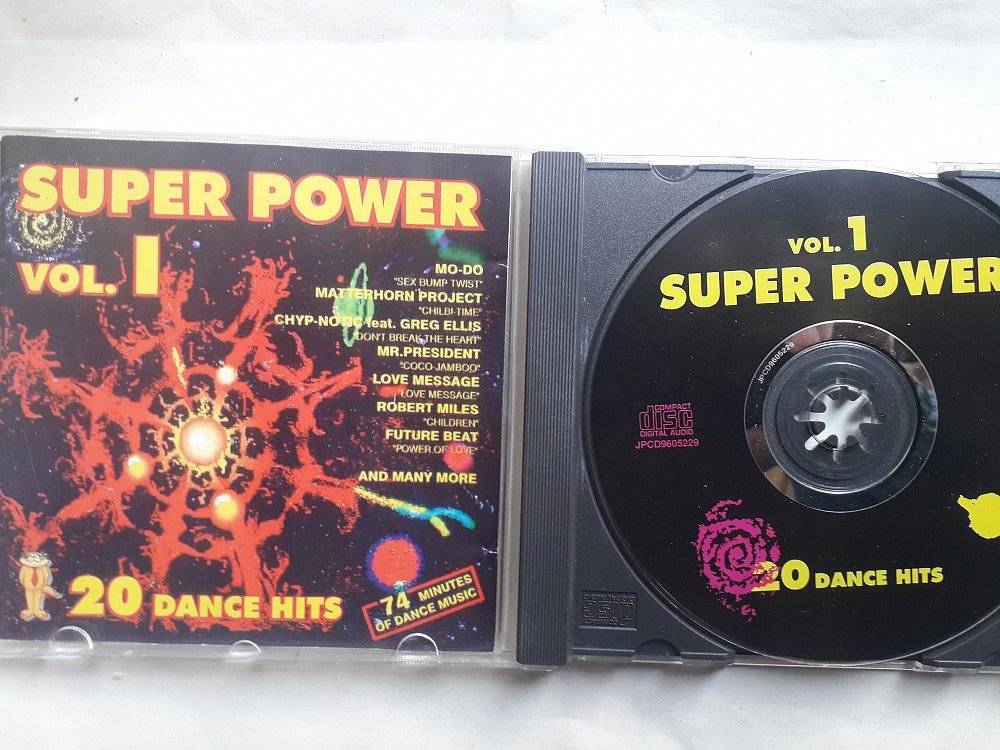 SUPER POWER
VOL. 1
MO-DO
"SEX BUMP TWIST"
MATTERHORN PROJECT
"CHILBI-TIME"
CHYP-NOTIC feat. GREG ELLIS
"DON'T BREAK THE HEART"
MR.PRESIDENT
"COCO JAMBOO"
LOVE MESSAGE
"LOVE MESSAGE"
ROBERT MILES
"CHILDREN"
FUTURE BEAT
"POWER OF LOVE"
AND MANY MORE
20 DANCE HITS
74 MINUTES
OF DANCE MUSIC
VOL. 1
SUPER POWER
JPCD9605229
COMPACT
disc
DIGITAL AUDIO
JPCD9605229
20 DANCE HITS